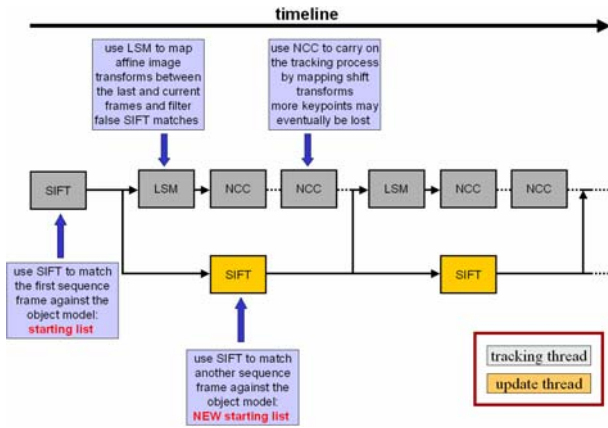 timeline
use LSM to map
affine image
transforms between
the last and current
frames and filter
false SIFT matches
use NCC to carry on
the tracking process
by mapping shift
transforms
more keypoints may
eventually be lost
SIFT
LSM
NCC
NCC
LSM
NCC
NCC
SIFT
SIFT
use SIFT to match
the first sequence
frame against the
object model:
starting list
use SIFT to match
another sequence
frame against the
object model:
NEW starting list
tracking thread
update thread